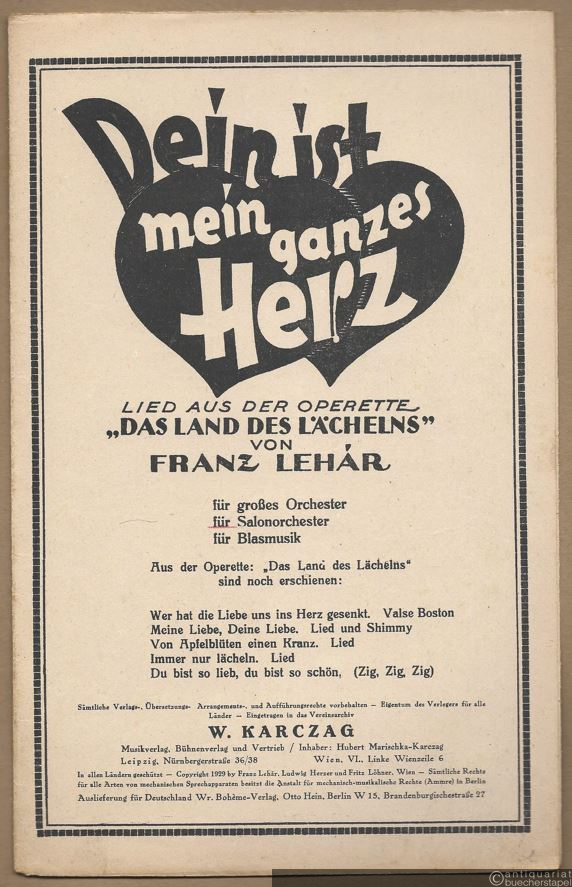 Dein ist
mein
ganzes
Herz
LIED AUS DER OPERETTE
„DAS LAND DES LÄCHELNS”
VON
FRANZ LEHÁR
für großes Orchester
für Salonorchester
für Blasmusik
Aus der Operette: „Das Land des Lächelns“
sind noch erschienen:
Wer hat die Liebe uns ins Herz gesenkt. Valse Boston
Meine Liebe, Deine Liebe. Lied und Shimmy
Von Apfelblüten einen Kranz. Lied
Immer nur lächeln. Lied
Du bist so lieb, du bist so schön, (Zig, Zig, Zig)
Sämtliche Verlags-, Übersetzungs- Arrangements-, und Aufführungsrechte vorbehalten — Eigentum des Verlegers für alle
Länder — Eingetragen in das Vereinsarchiv
W. KARCZAG
Musikverlag, Bühnenverlag und Vertrieb / Inhaber: Hubert Marischka-Karczag
Leipzig, Nürnbergerstraße 36/38 Wien, VI., Linke Wienzeile 6
In allen Ländern geschützt — Copyright 1929 by Franz Lehár, Ludwig Herzer und Fritz Löhner, Wien — Sämtliche Rechte
für alle Arten von mechanischen Sprechapparaten besitzt die Anstalt für mechanisch-musikalische Rechte (Ammre) in Berlin
Auslieferung für Deutschland Wr. Bohème-Verlag, Otto Hein, Berlin W 15, Brandenburgischestraße 27
©antiquariat
buecherstapel